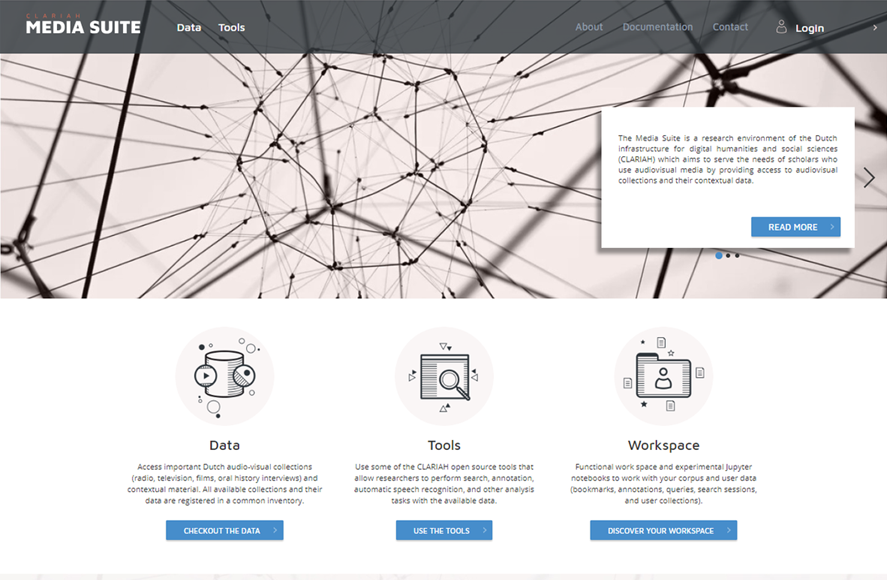 CLARIAH
MEDIA SUITE
Data
Tools
About
Documentation
Contact
LogIn
The Media Suite is a research environment of the Dutch
infrastructure for digital humanities and social sciences
(CLARIAH) which aims to serve the needs of scholars who
use audiovisual media by providing access to audiovisual
collections and their contextual data.
READ MORE
Data
Access important Dutch audio-visual collections
(radio, television, films, oral history interviews) and
contextual material. All available collections and their
data are registered in a common inventory.
CHECKOUT THE DATA
Tools
Use some of the CLARIAH open source tools that
allow researchers to perform search, annotation,
automatic speech recognition, and other analysis
tasks with the available data.
USE THE TOOLS
Workspace
Functional work space and experimental Jupyter
notebooks to work with your corpus and user data
(bookmarks, annotations, queries, search sessions,
and user collections).
DISCOVER YOUR WORKSPACE